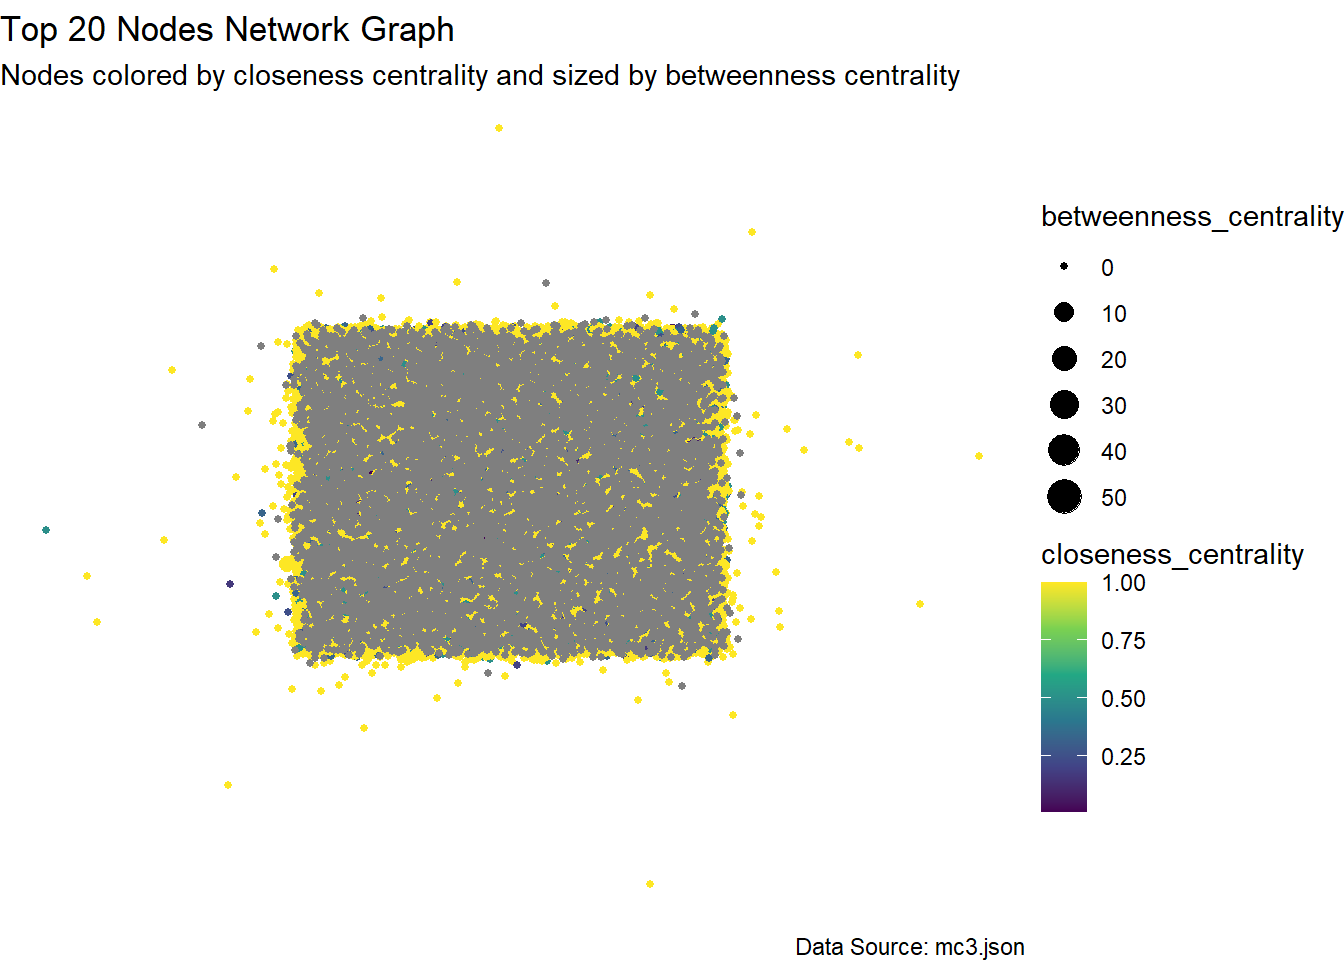 Top 20 Nodes Network Graph
Nodes colored by closeness centrality and sized by betweenness centrality
betweenness_centrality
0
10
20
30
40
50
closeness_centrality
1.00
0.75
0.50
0.25
Data Source: mc3.json